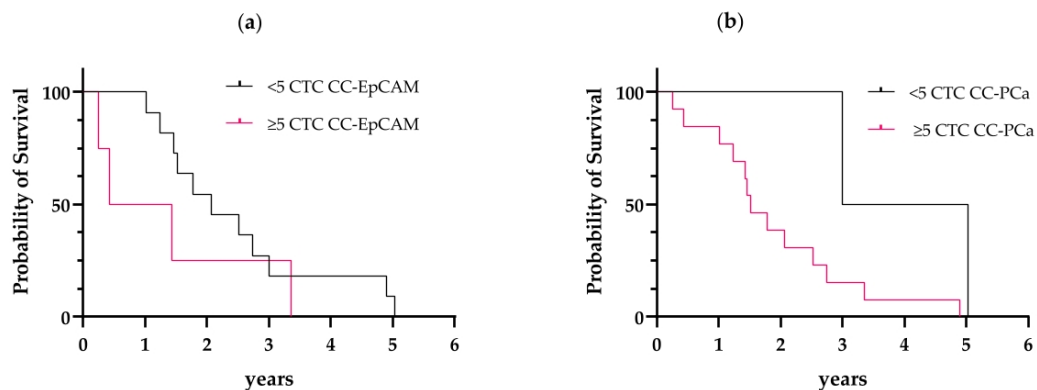 (a)
<5 CTC CC-EpCAM
≥5 CTC CC-EpCAM
Probability of Survival
100
50
0
0 1 2 3 4 5 6
years
(b)
<5 CTC CC-PCa
≥5 CTC CC-PCa
Probability of Survival
100
50
0
0 1 2 3 4 5 6
years